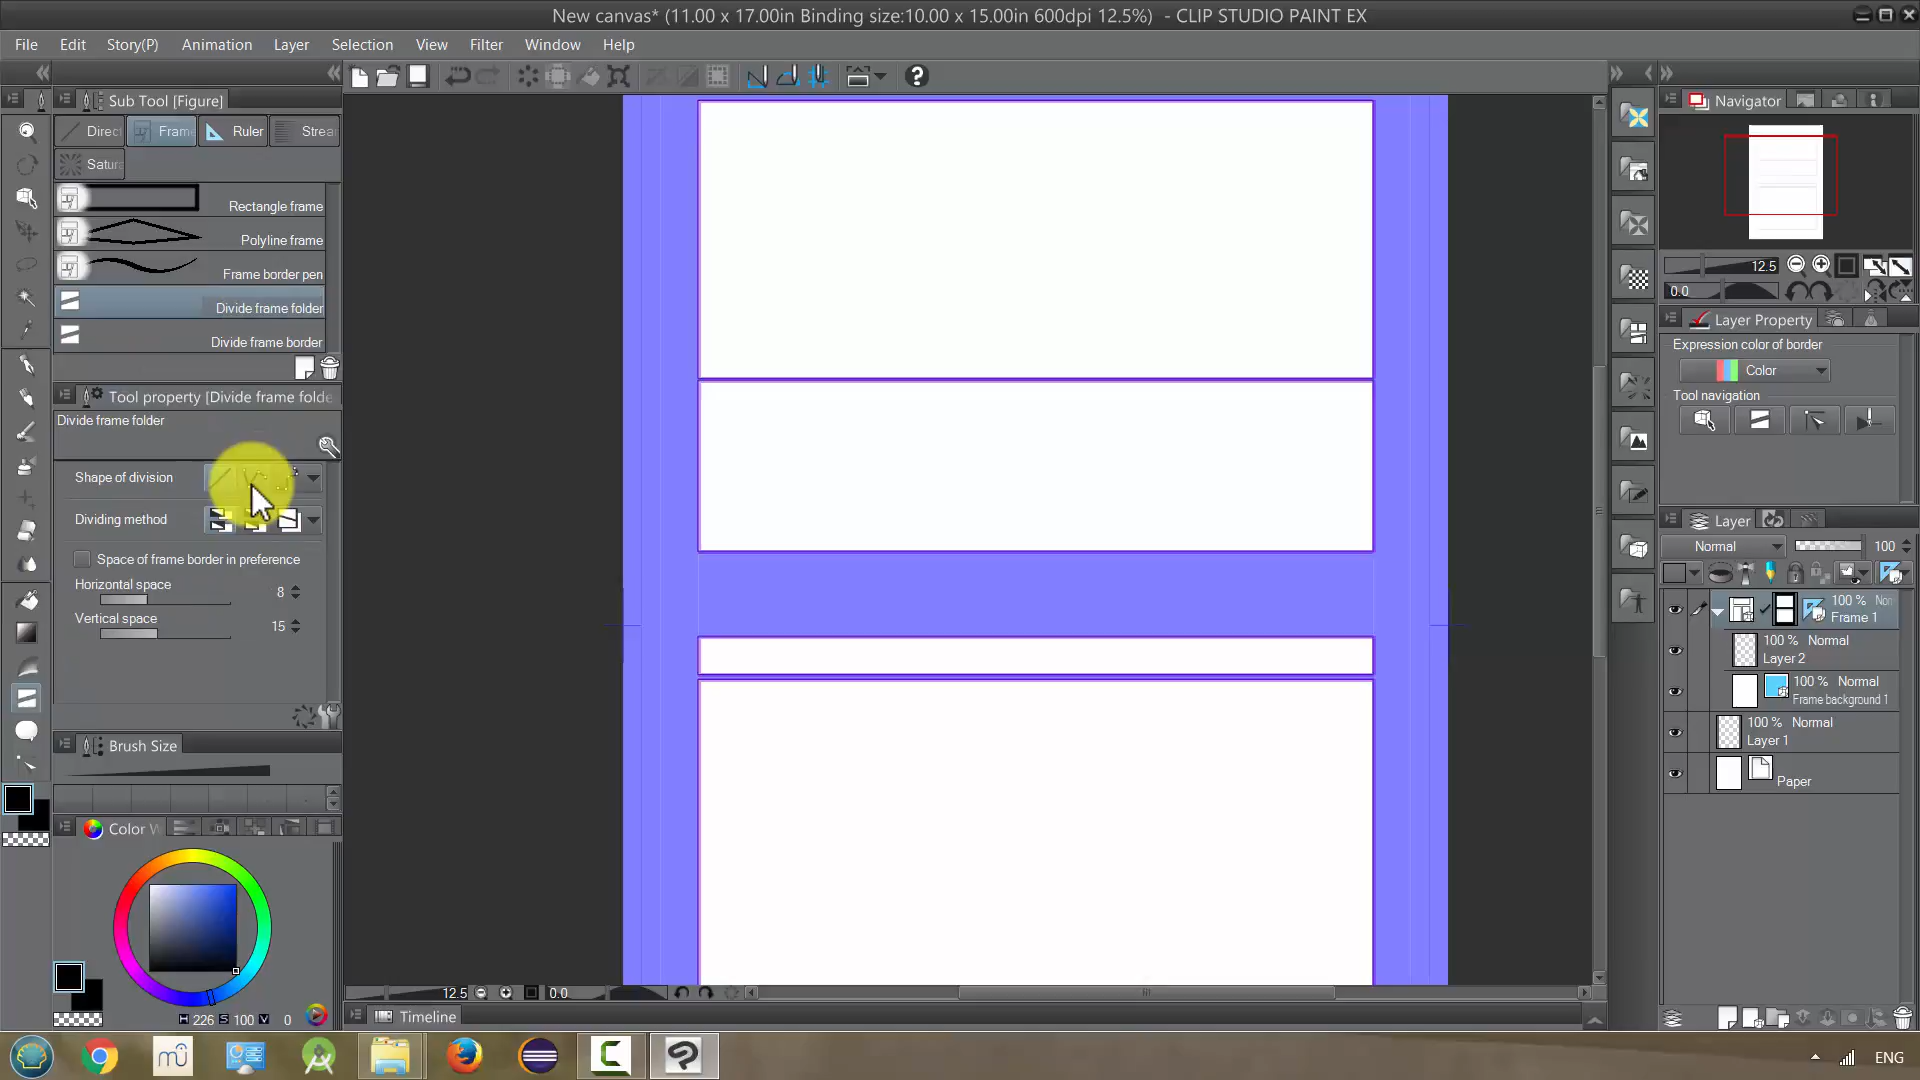 New canvas* (11.00 x 17.00in Binding size:10.00 x 15.00in 600dpi 12.5%) - CLIP STUDIO PAINT EX
File Edit Story(P) Animation Layer Selection View Filter Window Help
Sub Tool [Figure]
Direc Frame Ruler Strea
Satura
Rectangle frame
Polyline frame
Frame border pen
Divide frame folder
Divide frame border
Tool property [Divide frame folde
Divide frame folder
Shape of division
Dividing method
Space of frame border in preference
Horizontal space 8
Vertical space 15
Brush Size
Color W
H 226 S 100 V 0
12.5 0.0
Timeline
Navigator
12.5
0.0
Layer Property
Expression color of border
Color
Tool navigation
Layer
Normal 100
100 % Non
Frame 1
100 % Normal
Layer 2
100 % Normal
Frame background 1
100 % Normal
Layer 1
Paper
ENG